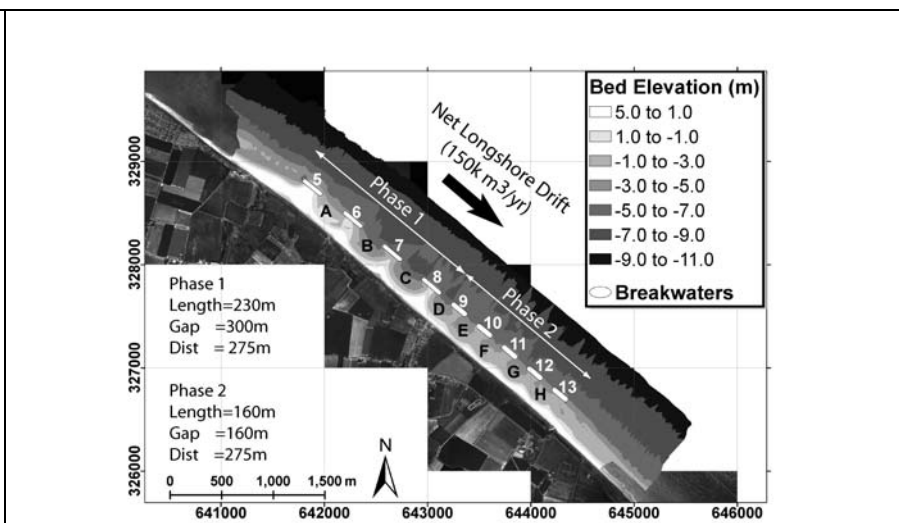 Bed Elevation (m)
5.0 to 1.0
1.0 to -1.0
-1.0 to -3.0
-3.0 to -5.0
-5.0 to -7.0
-7.0 to -9.0
-9.0 to -11.0
Breakwaters
Net Longshore Drift
(150k m3/yr)
Phase 1
Phase 2
5
6
7
8
9
10
11
12
13
A
B
C
D
E
F
G
H
Phase 1
Length=230m
Gap =300m
Dist = 275m
Phase 2
Length=160m
Gap =160m
Dist =275m
N
0 500 1,000 1,500 m
329000
328000
327000
326000
641000 642000 643000 644000 645000 646000